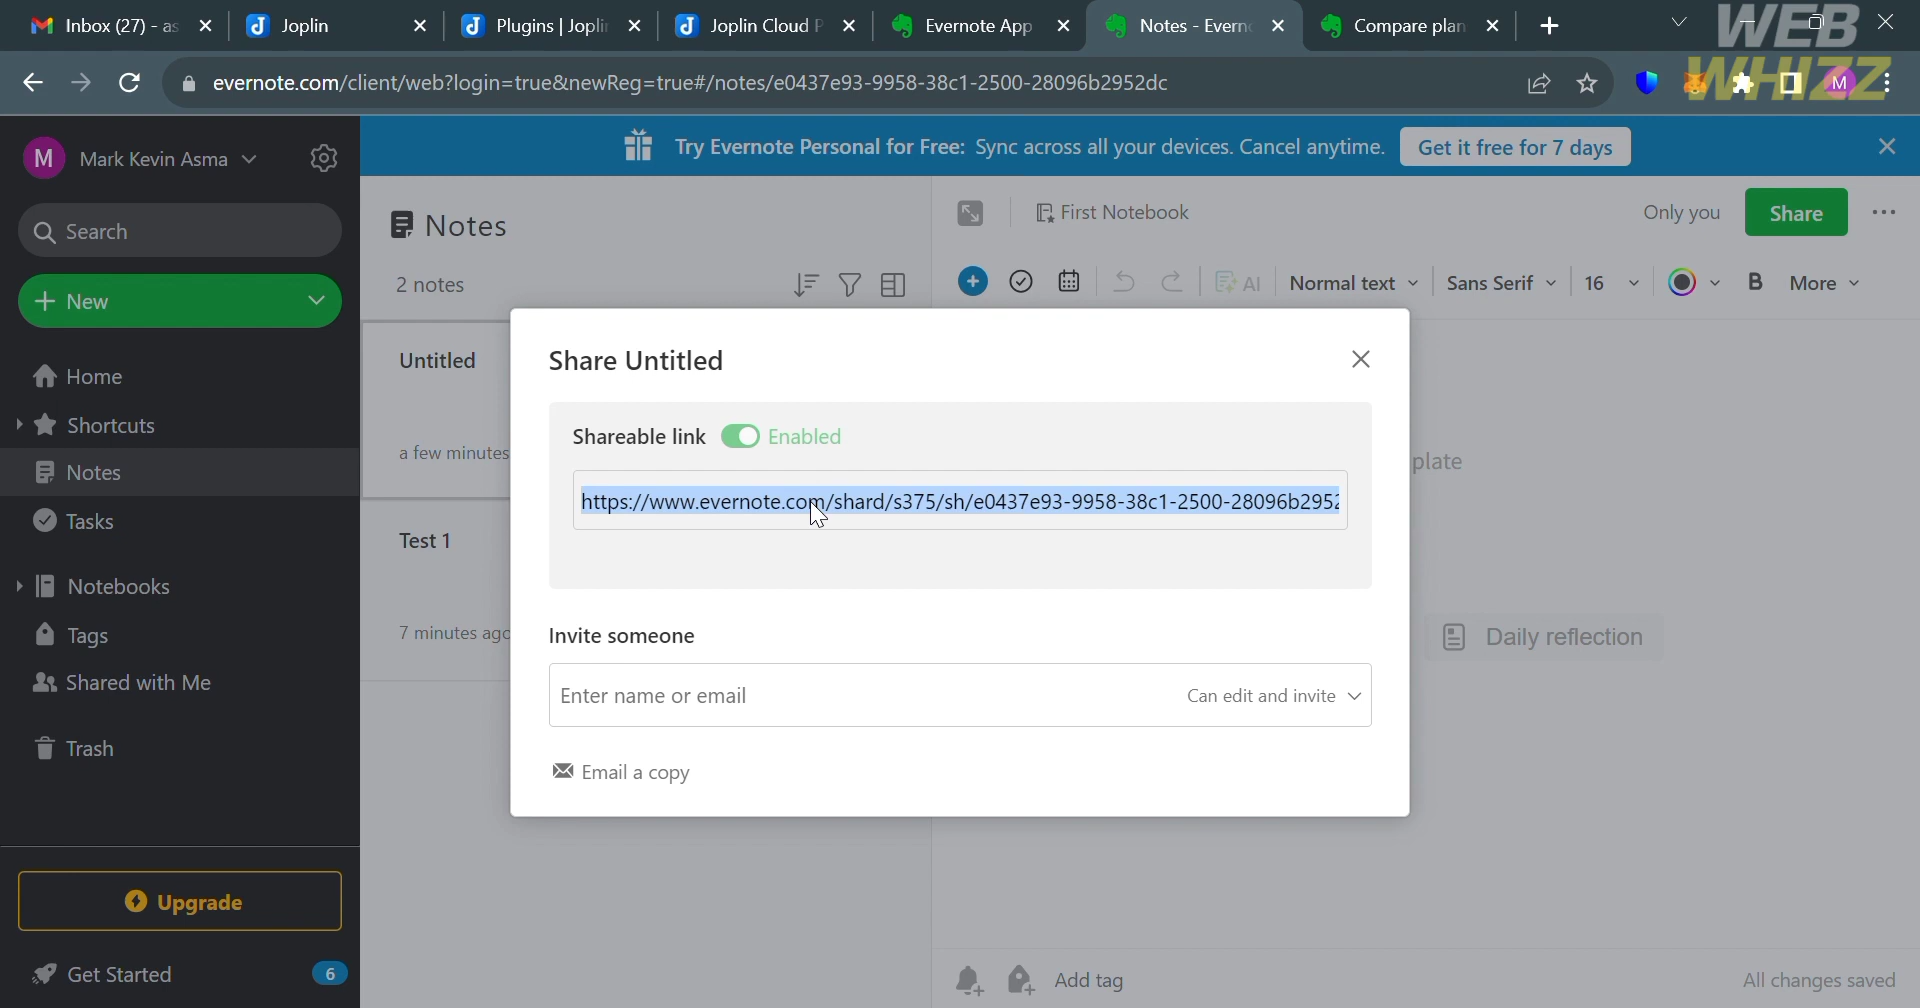 Inbox (27) - as
Joplin
Plugins | Joplin
Joplin Cloud P
Evernote App
Notes - Evern
Compare plan
WEB
WHIZZ
evernote.com/client/web?login=true&newReg=true#/notes/e0437e93-9958-38c1-2500-28096b2952dc
M
M Mark Kevin Asma
Try Evernote Personal for Free: Sync across all your devices. Cancel anytime.
Get it free for 7 days
Search
Notes
First Notebook
Only you
Share
New
2 notes
AI
Normal text
Sans Serif
16
B
More
Home
Shortcuts
Notes
Tasks
Notebooks
Tags
Shared with Me
Trash
Upgrade
Get Started
6
Untitled
a few minutes
Test 1
7 minutes ago
Share Untitled
Shareable link
Enabled
https://www.evernote.com/shard/s375/sh/e0437e93-9958-38c1-2500-28096b2952
Invite someone
Enter name or email
Can edit and invite
Email a copy
plate
Daily reflection
Add tag
All changes saved